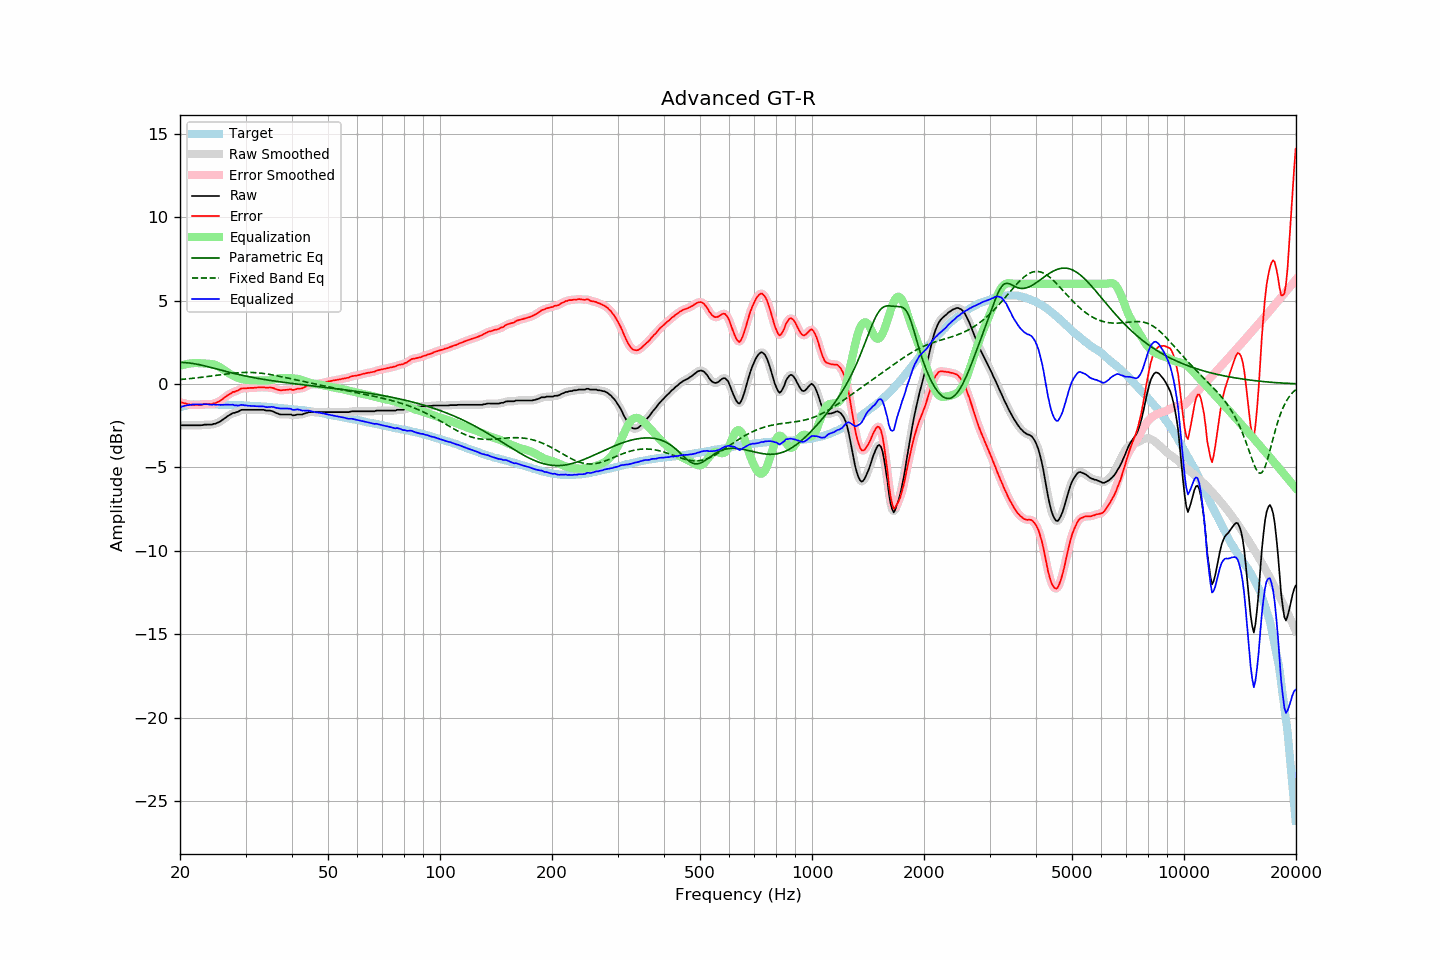 Advanced GT-R
Target
Raw Smoothed
Error Smoothed
Raw
Error
Equalization
Parametric Eq
Fixed Band Eq
Equalized
15
10
5
0
−5
−10
−15
−20
−25
Amplitude (dBr)
20
50
100
200
500
1000
2000
5000
10000
20000
Frequency (Hz)